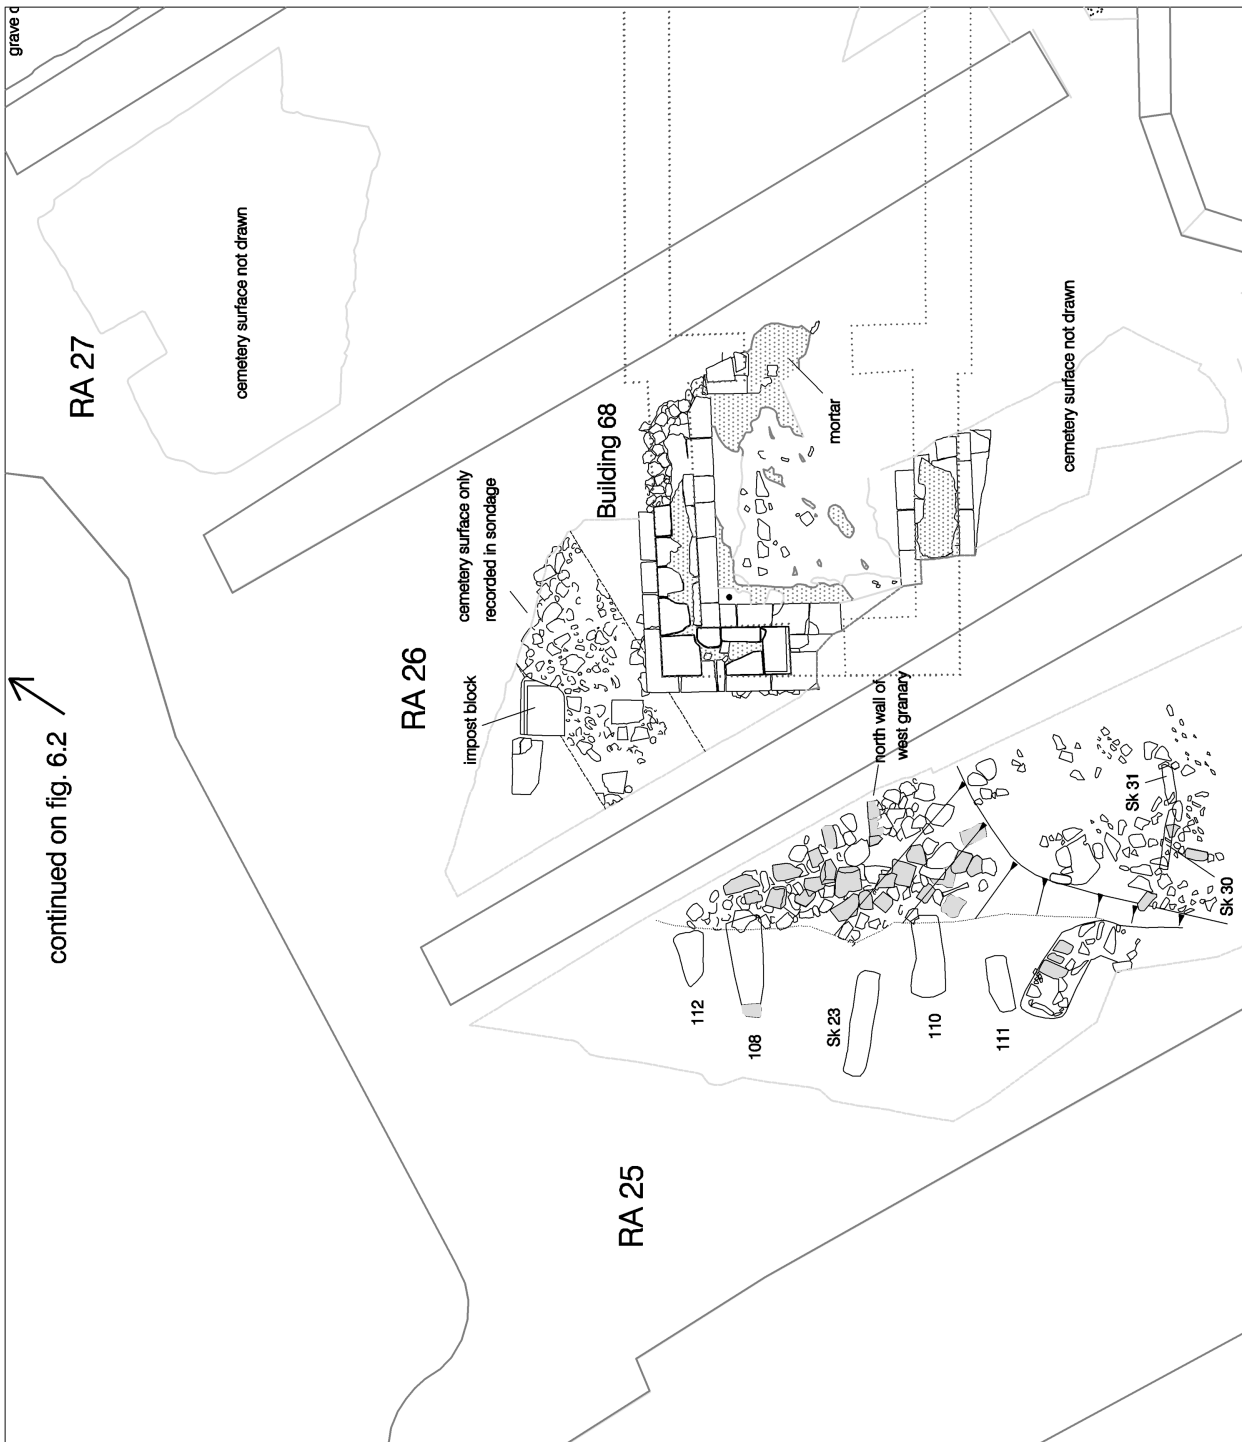 grave c
RA 27
cemetery surface not drawn
continued on fig. 6.2
RA 26
cemetery surface only
recorded in sondage
impost block
Building 68
mortar
cemetery surface not drawn
north wall of
west granary
Sk 31
Sk 30
112
108
Sk 23
110
111
RA 25